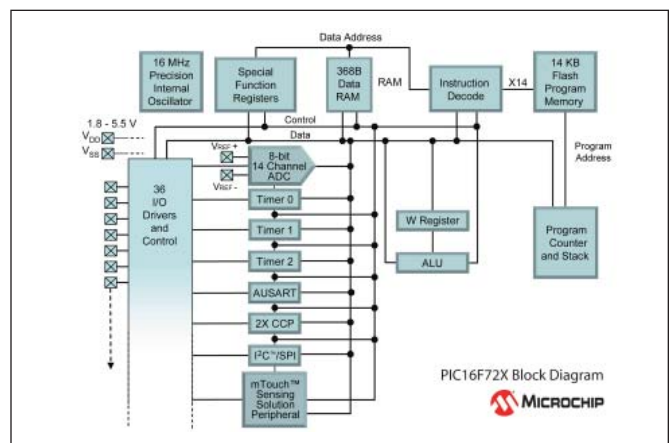 Data Address
16 MHz
Precision
Internal
Oscillator
Special
Function
Registers
368B
Data
RAM
RAM
Instruction
Decode
X14
14 KB
Flash
Program
Memory
1.8 - 5.5 V
Control
Data
VDD
VSS
VREF +
VREF -
8-bit
14 Channel
ADC
Program
Address
36
I/O
Drivers
and
Control
Timer 0
Timer 1
Timer 2
AUSART
2X CCP
I²C™/SPI
mTouch™
Sensing
Solution
Peripheral
W Register
ALU
Program
Counter
and Stack
PIC16F72X Block Diagram
MICROCHIP